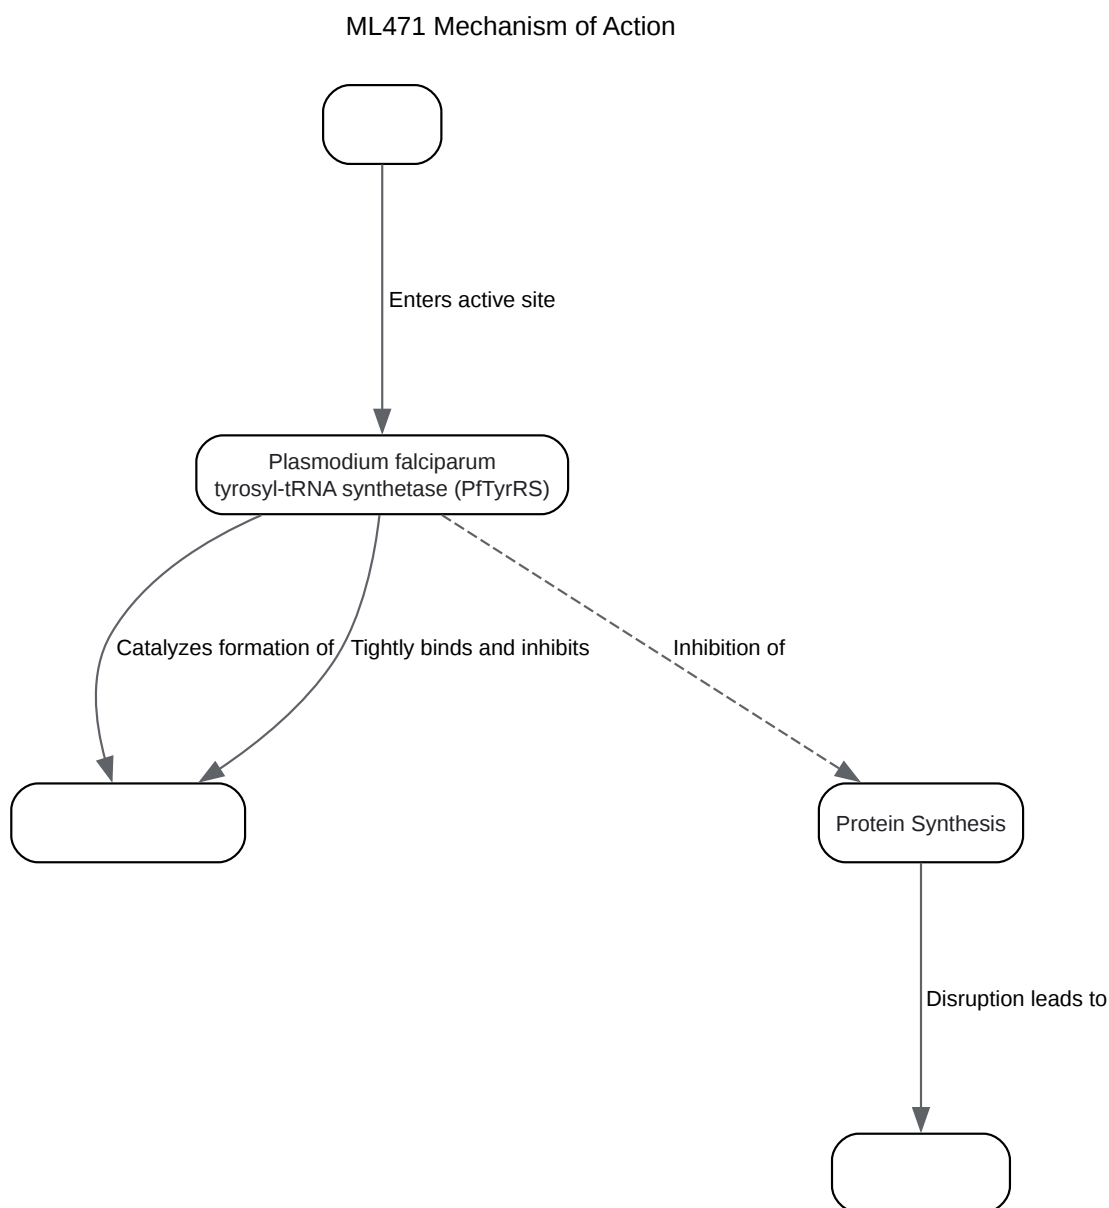 ML471 Mechanism of Action
Enters active site
Plasmodium falciparum
tyrosyl-tRNA synthetase (PfTyrRS)
Catalyzes formation of
Tightly binds and inhibits
Inhibition of
Protein Synthesis
Disruption leads to